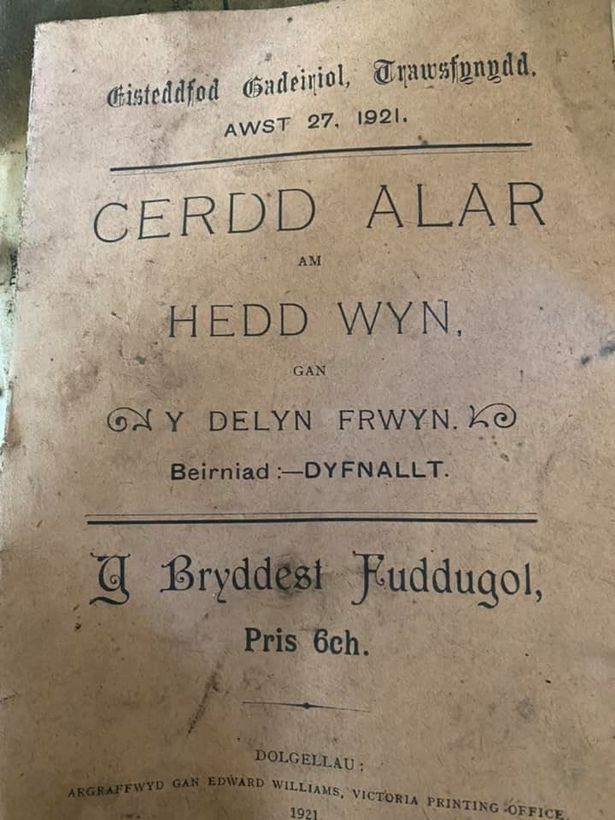 Eisteddfod Gadeiriol, Trawsfynydd,
AWST 27, 1921.
CERDD ALAR
AM
HEDD WYN,
GAN
Y DELYN FRWYN.
Beirniad :—DYFNALLT.
Y Bryddest Fuddugol,
Pris 6ch.
DOLGELLAU:
ARGRAFFWYD GAN EDWARD WILLIAMS, VICTORIA PRINTING OFFICE.
1921